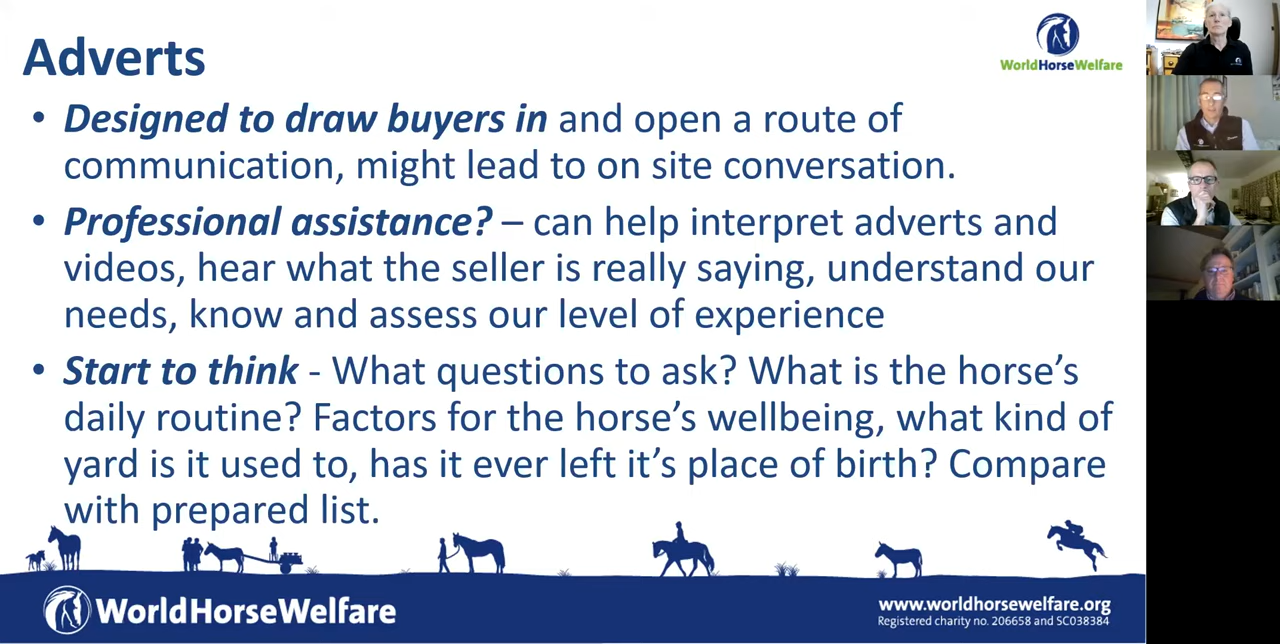 Adverts
WorldHorseWelfare
• Designed to draw buyers in and open a route of
communication, might lead to on site conversation.
• Professional assistance? – can help interpret adverts and
videos, hear what the seller is really saying, understand our
needs, know and assess our level of experience
• Start to think - What questions to ask? What is the horse's
daily routine? Factors for the horse's wellbeing, what kind of
yard is it used to, has it ever left it's place of birth? Compare
with prepared list.
WorldHorseWelfare
www.worldhorsewelfare.org
Registered charity no. 206658 and SC038384